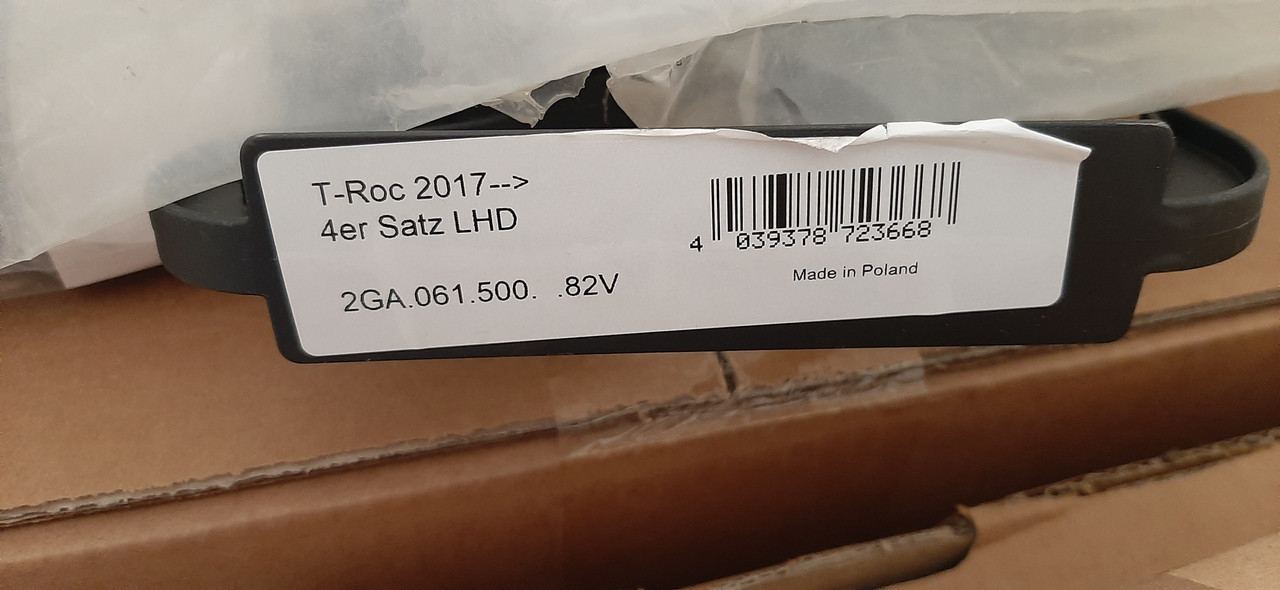 T-Roc 2017-->
4er Satz LHD
2GA.061.500. .82V
4 039378 723668
Made in Poland